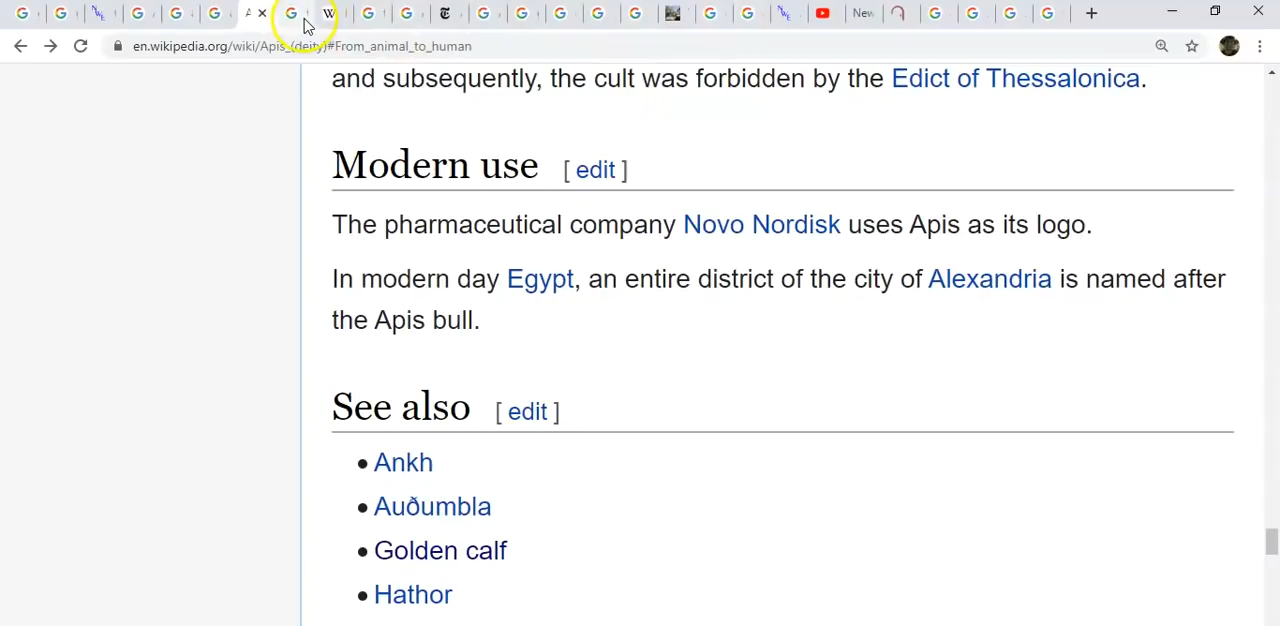 en.wikipedia.org/wiki/Apis_(deity)#From_animal_to_human
and subsequently, the cult was forbidden by the Edict of Thessalonica.
Modern use [ edit ]
The pharmaceutical company Novo Nordisk uses Apis as its logo.
In modern day Egypt, an entire district of the city of Alexandria is named after
the Apis bull.
See also [ edit ]
• Ankh
• Auðumbla
• Golden calf
• Hathor